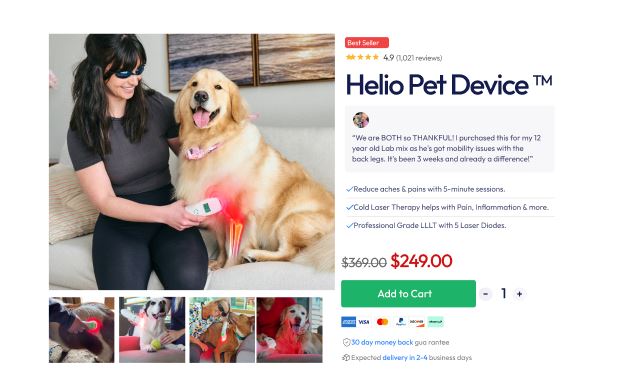 Best Seller
4.9 (1,021 reviews)
Helio Pet Device ™
“We are BOTH so THANKFUL! I purchased this for my 12
year old Lab mix as he's got mobility issues with the
back legs. It's been 3 weeks and already a difference!”
Reduce aches & pains with 5-minute sessions.
Cold Laser Therapy helps with Pain, Inflammation & more.
Professional Grade LLLT with 5 Laser Diodes.
$369.00 $249.00
Add to Cart - 1 +
VISA PayPal DISCOVER
30 day money back guarantee
Expected delivery in 2-4 business days